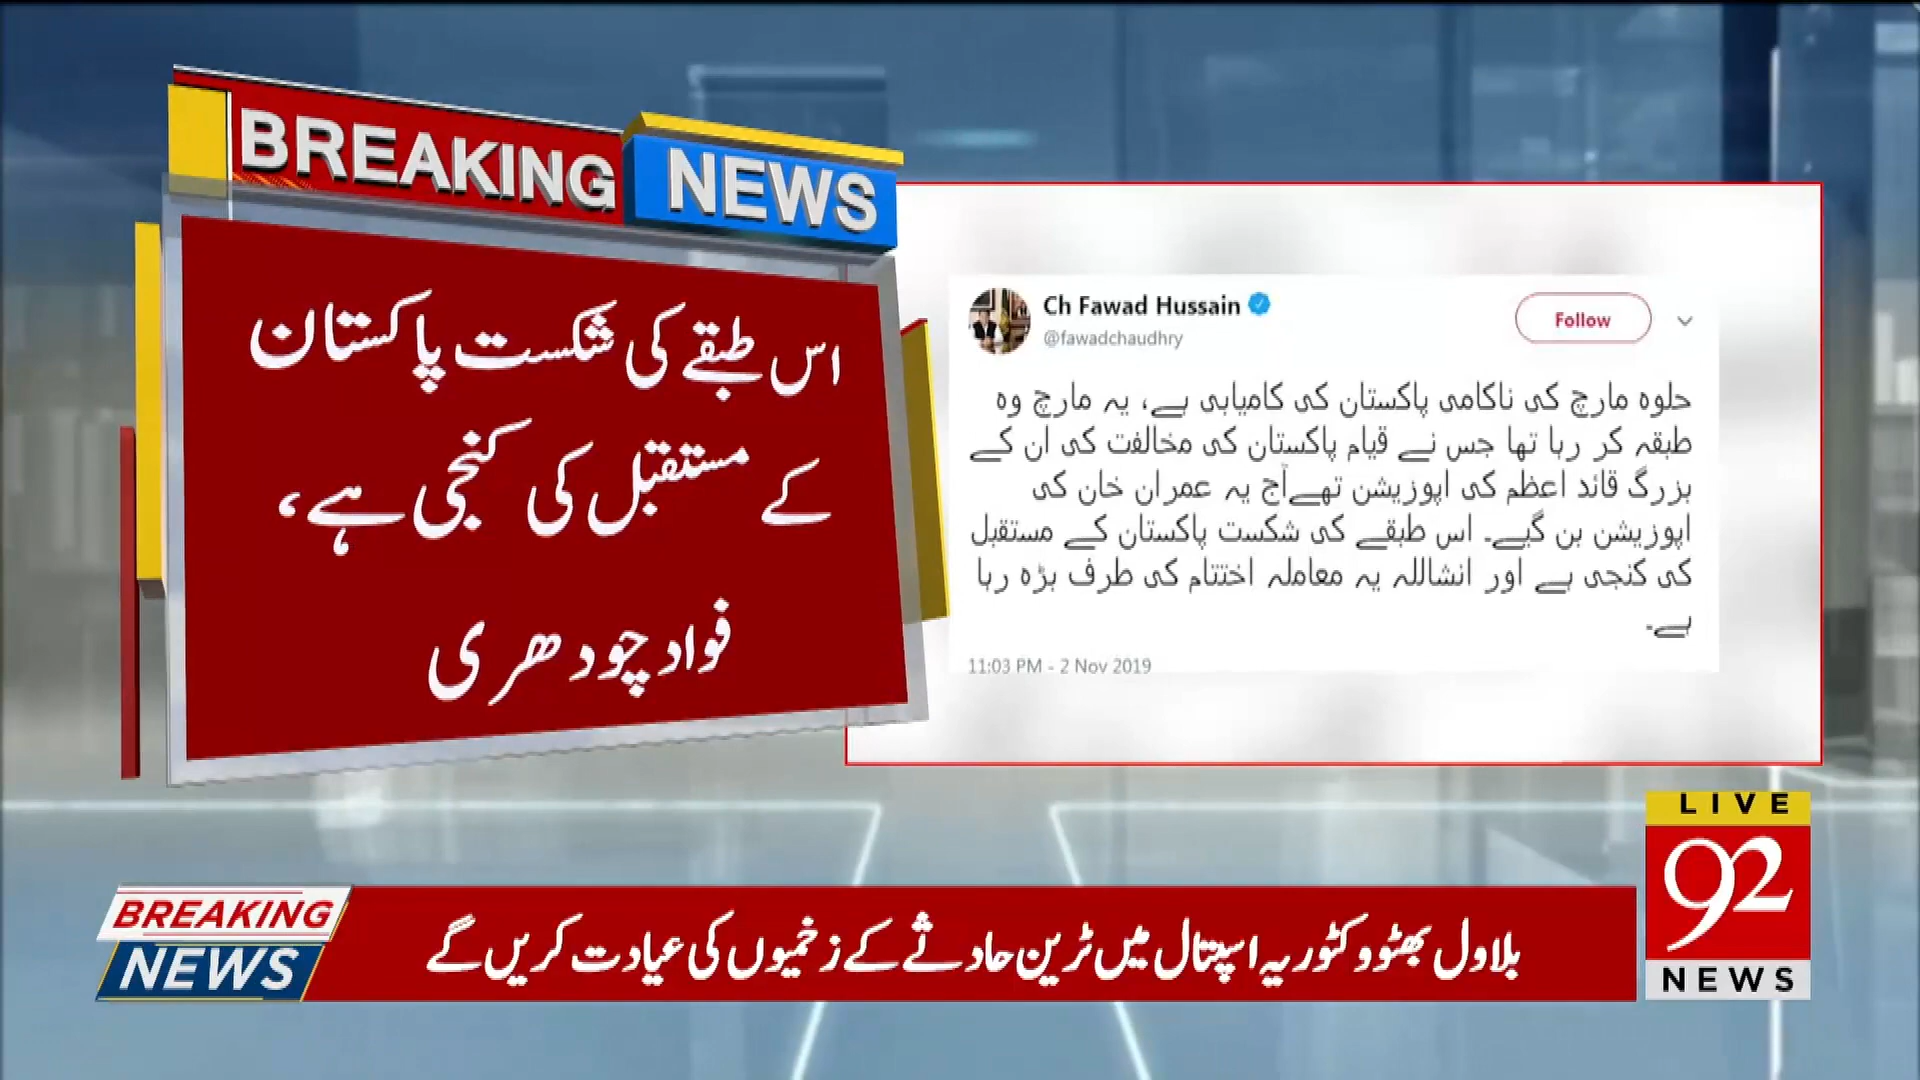 BREAKING NEWS
اس طبقے کی شکست پاکستان
کے مستقبل کی کنجی ہے،
فواد چودھری
Ch Fawad Hussain
@fawadchaudhry
Follow
حلوہ مارچ کی ناکامی پاکستان کی کامیابی ہے، یہ مارچ وہ
طبقہ کر رہا تھا جس نے قیام پاکستان کی مخالفت کی ان کے
بزرگ قائد اعظم کی اپوزیشن تھےآج یہ عمران خان کی
اپوزیشن بن گیے۔ اس طبقے کی شکست پاکستان کے مستقبل
کی کنجی ہے اور انشاللہ یہ معاملہ اختتام کی طرف بڑہ رہا
ہے۔
11:03 PM - 2 Nov 2019
LIVE
92
NEWS
BREAKING
NEWS
بلاول بھٹو وکٹوریہ اسپتال میں ٹرین حادثے کے زخمیوں کی عیادت کریں گے